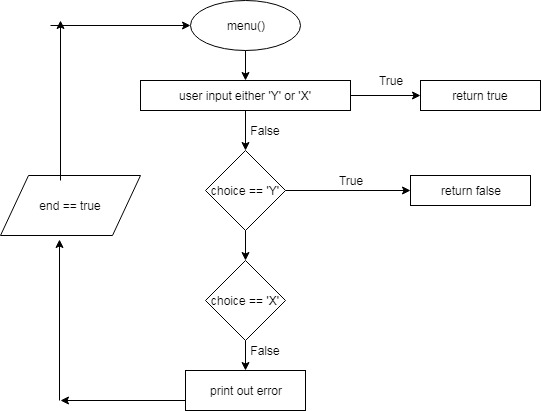 menu()
user input either 'Y' or 'X'
True
return true
False
choice == 'Y'
True
return false
end == true
choice == 'X'
False
print out error